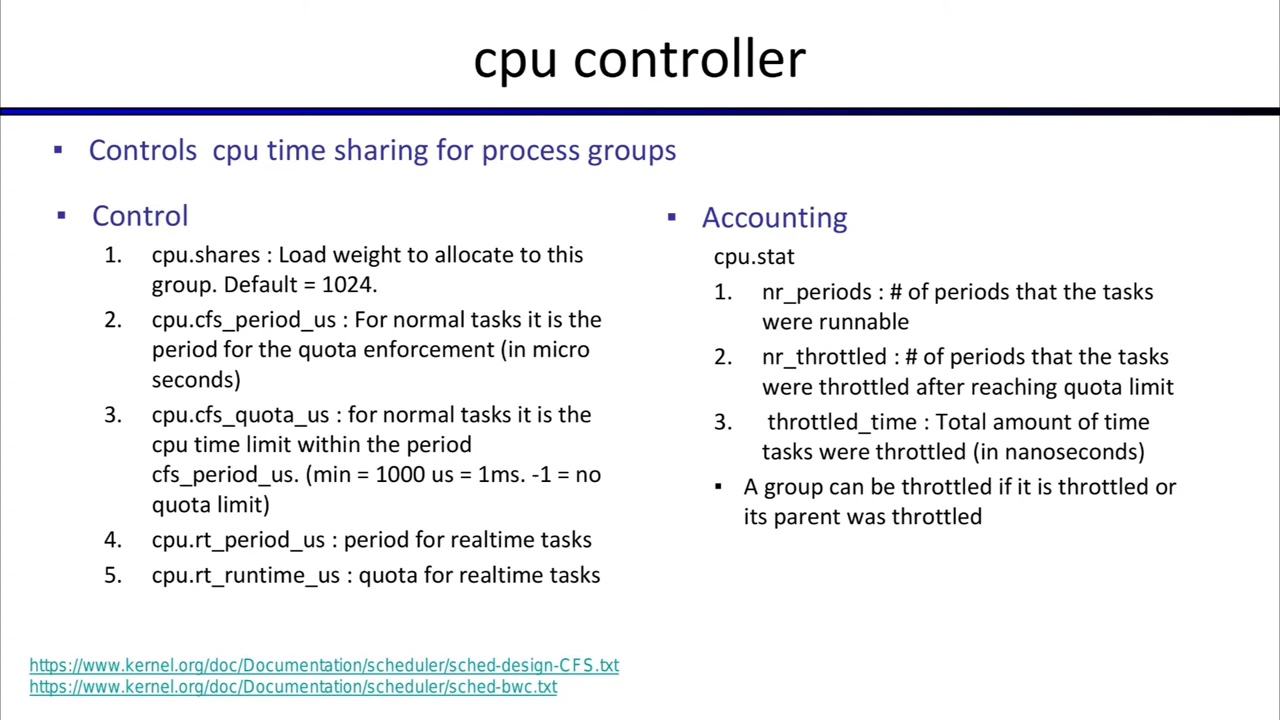 cpu controller
▪ Controls  cpu time sharing for process groups
▪ Control
1. cpu.shares : Load weight to allocate to this
group. Default = 1024.
2. cpu.cfs_period_us : For normal tasks it is the
period for the quota enforcement (in micro
seconds)
3. cpu.cfs_quota_us : for normal tasks it is the
cpu time limit within the period
cfs_period_us. (min = 1000 us = 1ms. -1 = no
quota limit)
4. cpu.rt_period_us : period for realtime tasks
5. cpu.rt_runtime_us : quota for realtime tasks
▪ Accounting
cpu.stat
1. nr_periods : # of periods that the tasks
were runnable
2. nr_throttled : # of periods that the tasks
were throttled after reaching quota limit
3. throttled_time : Total amount of time
tasks were throttled (in nanoseconds)
▪ A group can be throttled if it is throttled or
its parent was throttled
https://www.kernel.org/doc/Documentation/scheduler/sched-design-CFS.txt
https://www.kernel.org/doc/Documentation/scheduler/sched-bwc.txt